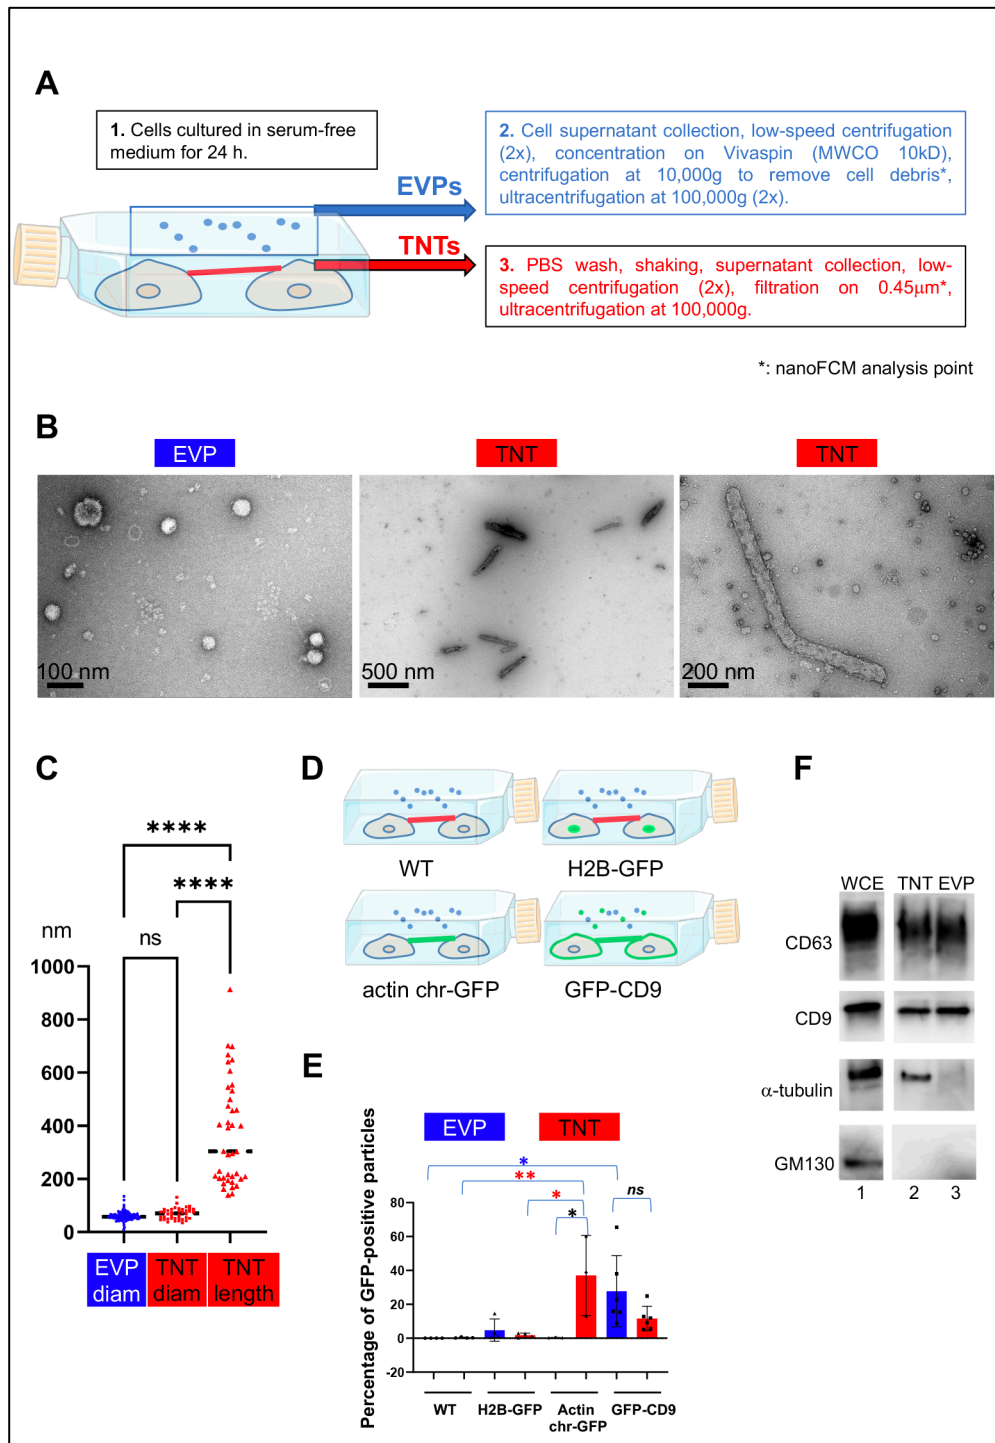 A
1. Cells cultured in serum-free
medium for 24 h.
2. Cell supernatant collection, low-speed centrifugation
(2x), concentration on Vivaspin (MWCO 10kD),
centrifugation at 10,000g to remove cell debris*,
ultracentrifugation at 100,000g (2x).
EVPs
TNTs
3. PBS wash, shaking, supernatant collection, low-
speed centrifugation (2x), filtration on 0.45µm*,
ultracentrifugation at 100,000g.
*: nanoFCM analysis point
B
EVP
TNT
TNT
100 nm
500 nm
200 nm
C
****
****
ns
nm
1000
800
600
400
200
0
EVP
diam
TNT
diam
TNT
length
D
WT
H2B-GFP
actin chr-GFP
GFP-CD9
E
EVP
TNT
*
**
*
*
ns
Percentage of GFP-positive particles
80
60
40
20
0
-20
WT
H2B-GFP
Actin
chr-GFP
GFP-CD9
F
WCE
TNT
EVP
CD63
CD9
α-tubulin
GM130
1
2
3